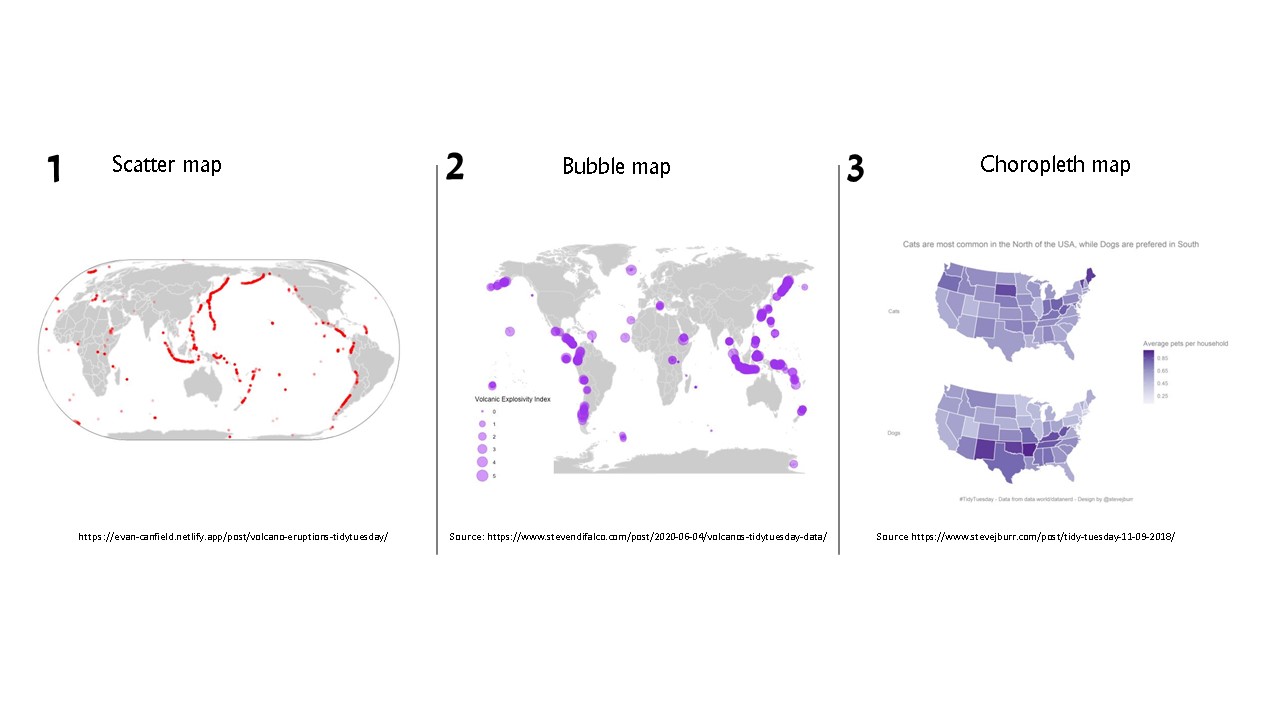 1
Scatter map
https://evan-canfield.netlify.app/post/volcano-eruptions-tidytuesday/
2
Bubble map
Volcanic Explosivity Index
0
1
2
3
4
5
Source: https://www.stevendifalco.com/post/2020-06-04/volcanos-tidytuesday-data/
3
Choropleth map
Cats are most common in the North of the USA, while Dogs are prefered in South
Cats
Average pets per household
0.85
0.65
0.45
0.25
Dogs
#TidyTuesday - Data from data.world/datanerd - Design by @stevejburr
Source https://www.stevejburr.com/post/tidy-tuesday-11-09-2018/